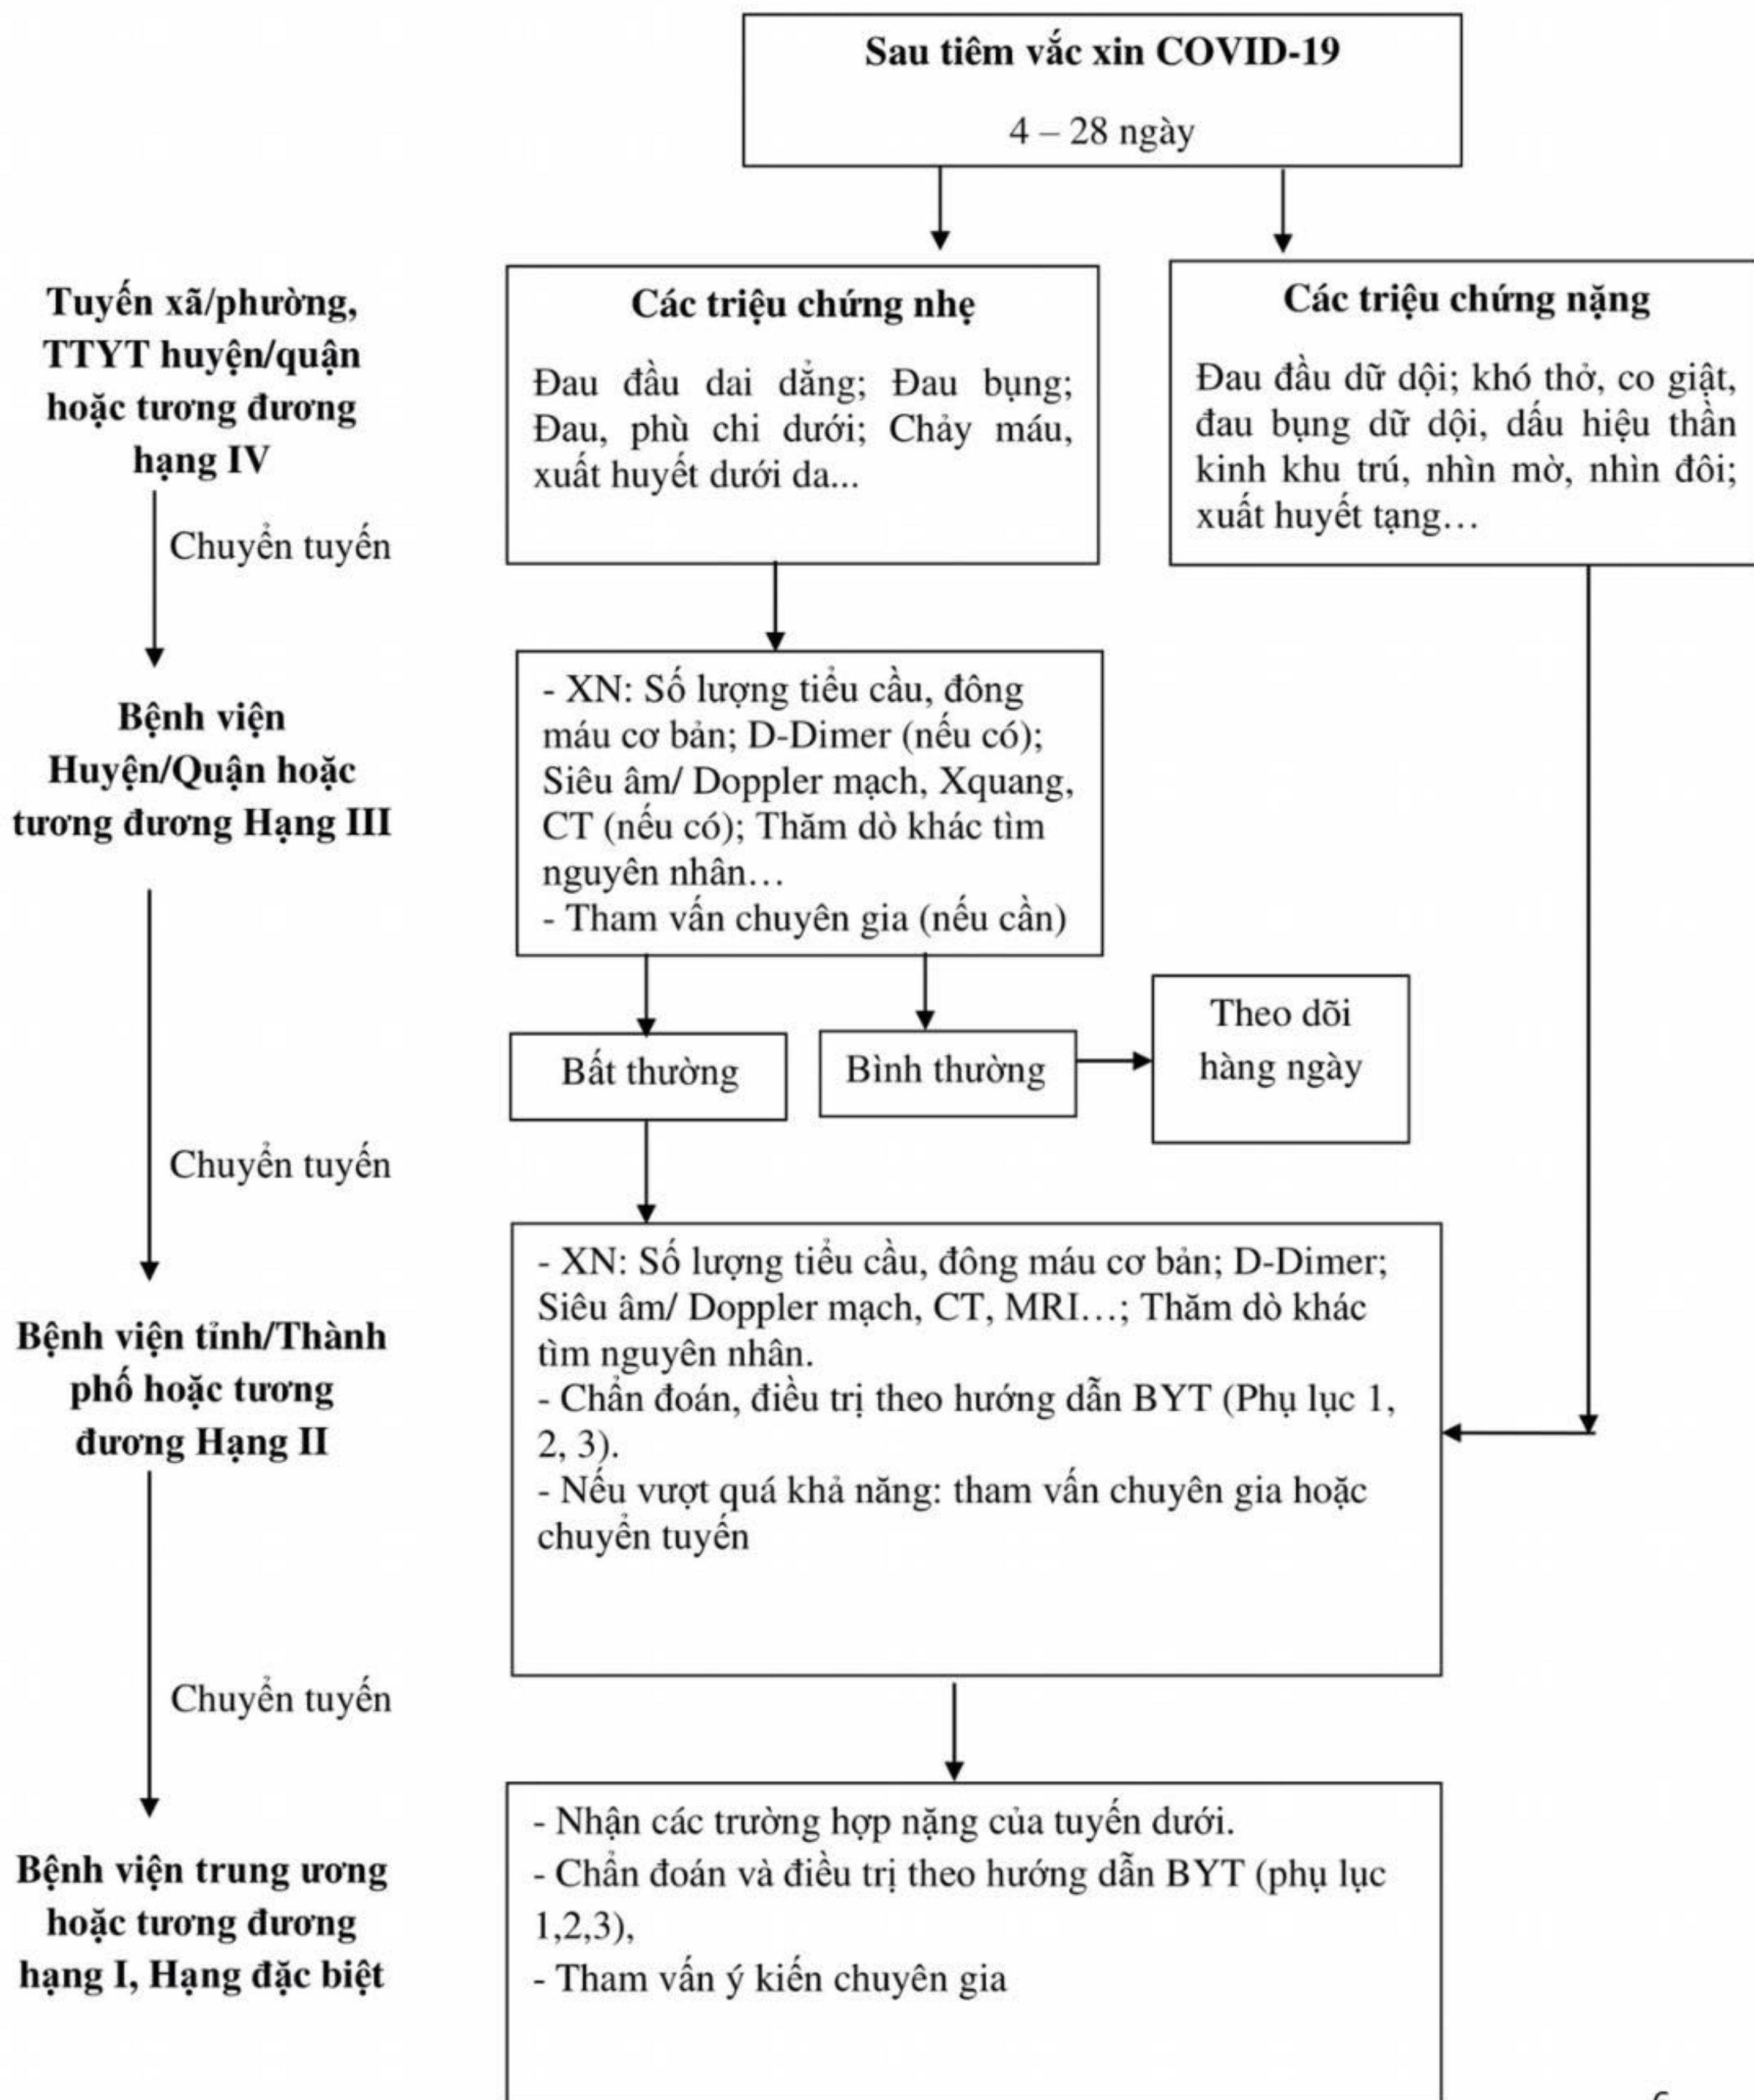 Sau tiêm vắc xin COVID-19
4 – 28 ngày
Tuyến xã/phường,
TTYT huyện/quận
hoặc tương đương
hạng IV
Các triệu chứng nhẹ
Đau đầu dai dẳng; Đau bụng;
Đau, phù chi dưới; Chảy máu,
xuất huyết dưới da...
Các triệu chứng nặng
Đau đầu dữ dội; khó thở, co giật,
đau bụng dữ dội, dấu hiệu thần
kinh khu trú, nhìn mờ, nhìn đôi;
xuất huyết tạng…
Chuyển tuyến
Bệnh viện
Huyện/Quận hoặc
tương đương Hạng III
- XN: Số lượng tiểu cầu, đông
máu cơ bản; D-Dimer (nếu có);
Siêu âm/ Doppler mạch, Xquang,
CT (nếu có); Thăm dò khác tìm
nguyên nhân…
- Tham vấn chuyên gia (nếu cần)
Bất thường
Bình thường
Theo dõi
hàng ngày
Chuyển tuyến
Bệnh viện tỉnh/Thành
phố hoặc tương
đương Hạng II
- XN: Số lượng tiểu cầu, đông máu cơ bản; D-Dimer;
Siêu âm/ Doppler mạch, CT, MRI…; Thăm dò khác
tìm nguyên nhân.
- Chẩn đoán, điều trị theo hướng dẫn BYT (Phụ lục 1,
2, 3).
- Nếu vượt quá khả năng: tham vấn chuyên gia hoặc
chuyển tuyến
Chuyển tuyến
Bệnh viện trung ương
hoặc tương đương
hạng I, Hạng đặc biệt
- Nhận các trường hợp nặng của tuyến dưới.
- Chẩn đoán và điều trị theo hướng dẫn BYT (phụ lục
1,2,3),
- Tham vấn ý kiến chuyên gia